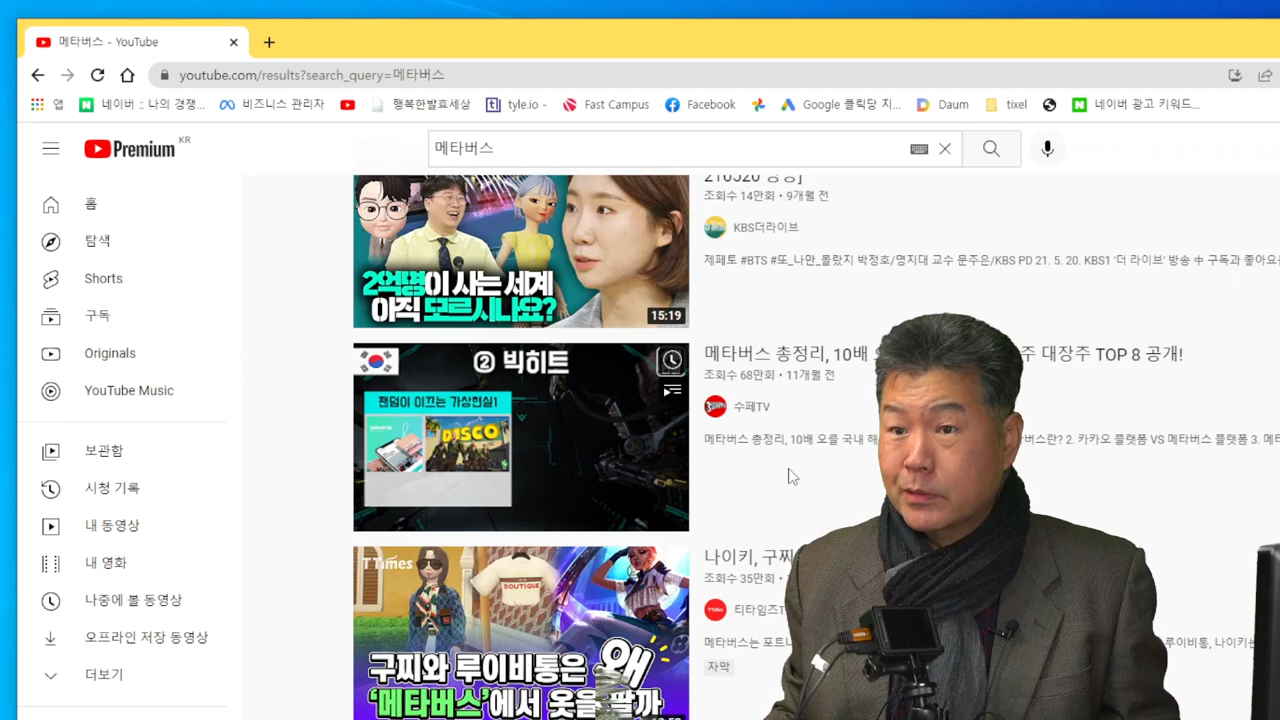 메타버스 - YouTube
youtube.com/results?search_query=메타버스
앱
네이버 :: 나의 경쟁...
비즈니스 관리자
행복한발효세상
tyle.io -
Fast Campus
Facebook
Google 클릭당 지...
Daum
tixel
네이버 광고 키워드...
Premium KR
메타버스
홈
탐색
Shorts
구독
Originals
YouTube Music
보관함
시청 기록
내 동영상
내 영화
나중에 볼 동영상
오프라인 저장 동영상
더보기
2억명이 사는 세계
아직 모르시나요?
15:19
조회수 14만회 • 9개월 전
KBS더라이브
제페토 #BTS #또_나만_몰랐지 박정호/명지대 교수 문주은/KBS PD 21. 5. 20. KBS1 '더 라이브' 방송 中 구독과 좋아요
② 빅히트
팬덤이 이끄는 가상현실1
DISCO
메타버스 총정리, 10배
주 대장주 TOP 8 공개!
조회수 68만회 • 11개월 전
수페TV
메타버스 총정리, 10배 오를 국내 해
버스란? 2. 카카오 플랫폼 VS 메타버스 플랫폼 3.
TTimes
BOUTIQUE
구찌와 루이비통은 왜
'메타버스'에서 옷을 팔까
나이키, 구찌
조회수 35만회 •
티타임즈T
메타버스는 포트
루이비통, 나이키
자막